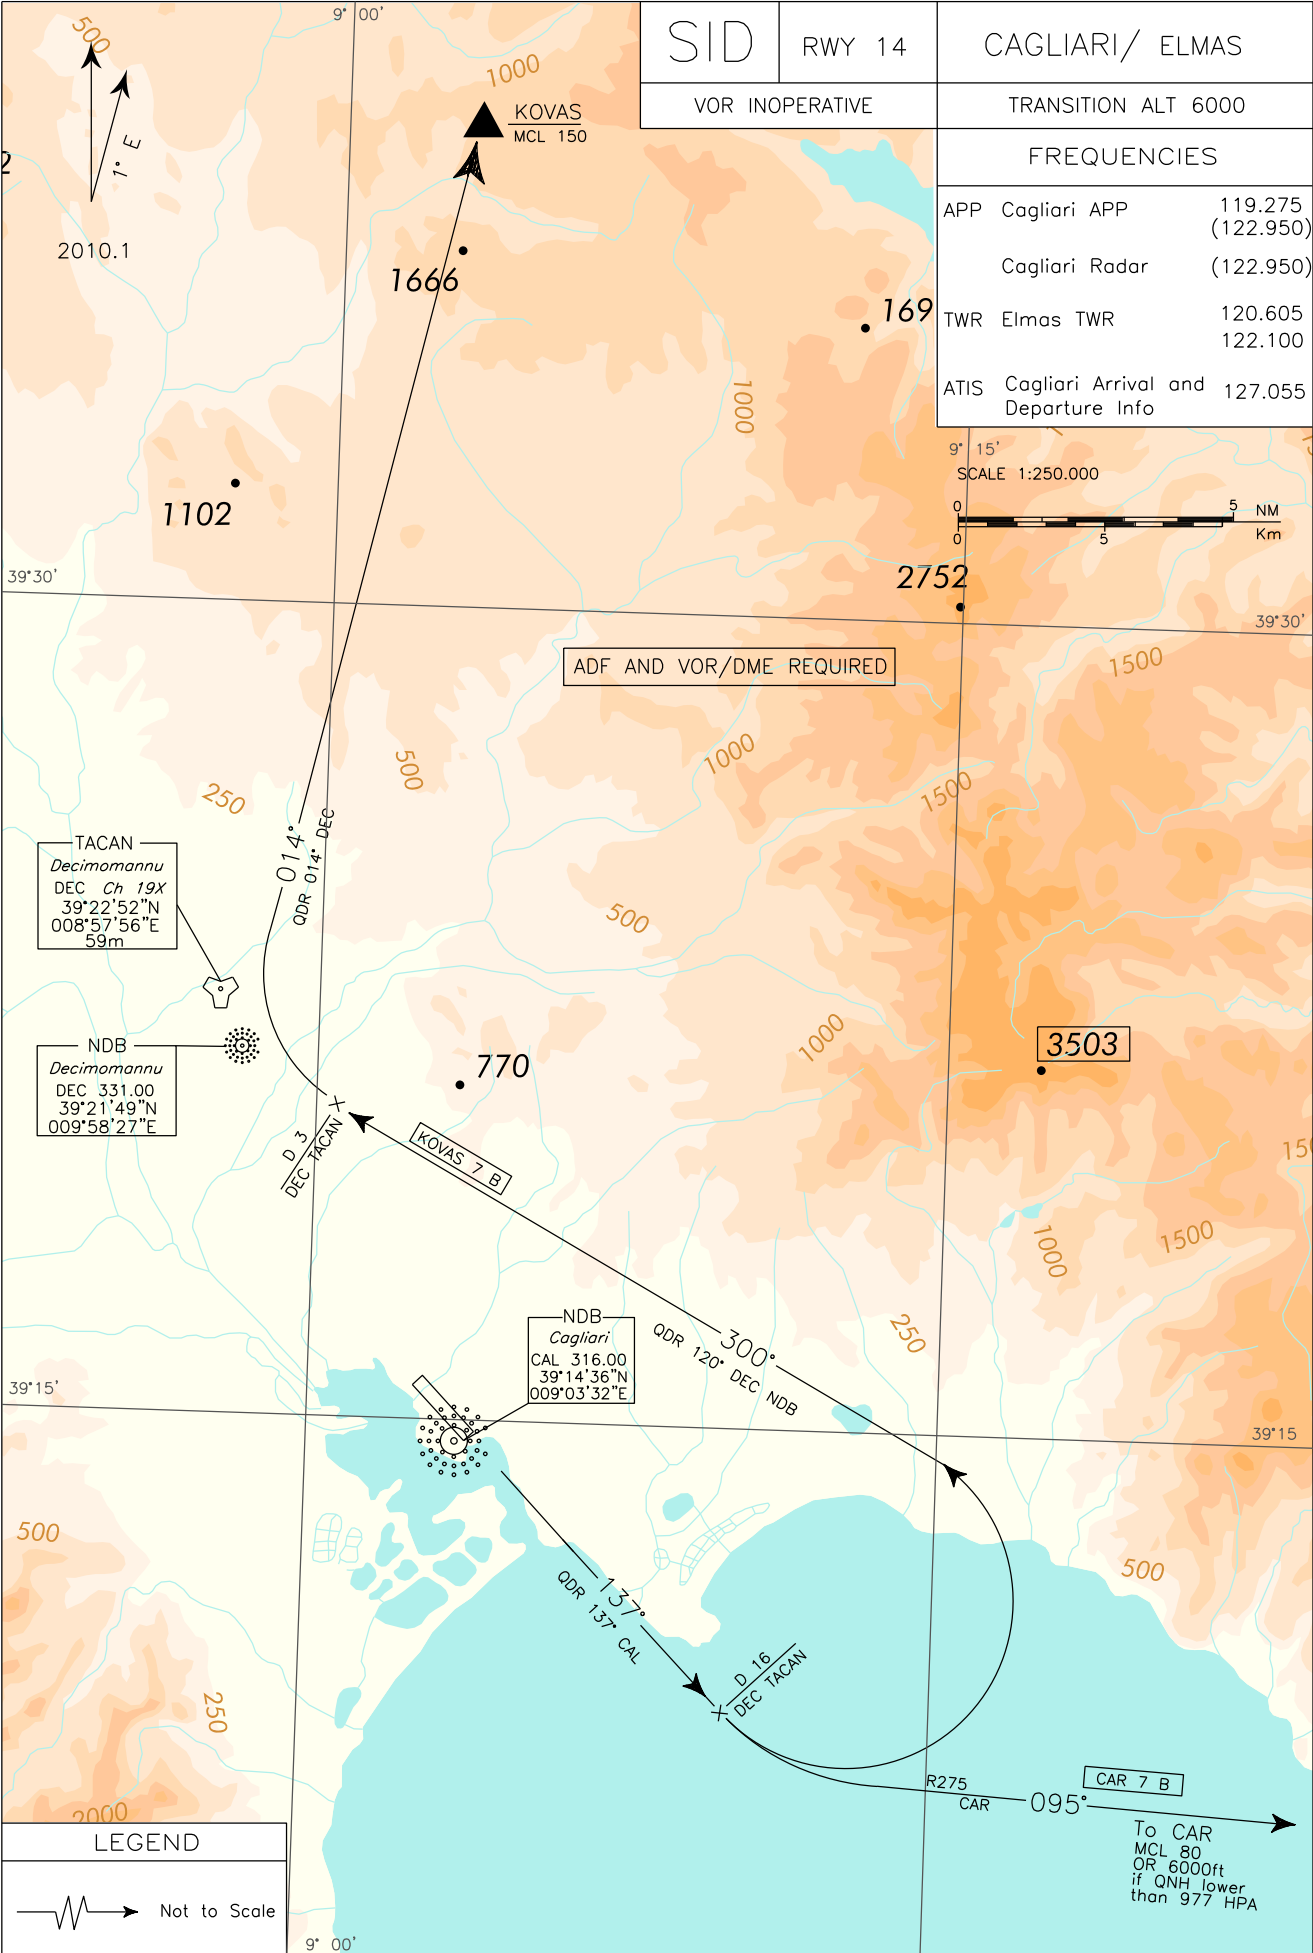 SID
RWY 14
CAGLIARI/ ELMAS
VOR INOPERATIVE
TRANSITION ALT 6000
FREQUENCIES
APP Cagliari APP 119.275
(122.950)
Cagliari Radar (122.950)
TWR Elmas TWR 120.605
122.100
ATIS Cagliari Arrival and 127.055
Departure Info
9° 00'
500
1° E
2010.1
2
1000
KOVAS
MCL 150
1666
169
1000
1102
9° 15'
SCALE 1:250.000
0 5 NM
0 5 Km
39°30'
2752
39°30'
ADF AND VOR/DME REQUIRED
1500
1000
500
250
1500
014°
QDR 014° DEC
TACAN
Decimomannu
DEC Ch 19X
39°22'52"N
008°57'56"E
59m
500
NDB
Decimomannu
DEC 331.00
39°21'49"N
009°58'27"E
770
1000
3503
D 3
DEC TACAN
KOVAS 7 B
1000
1500
NDB
Cagliari
CAL 316.00
39°14'36"N
009°03'32"E
300°
QDR 120° DEC NDB
250
39°15'
39°15
500
137°
QDR 137° CAL
500
D 16
DEC TACAN
250
R275
CAR
095°
CAR 7 B
To CAR
MCL 80
OR 6000ft
if QNH lower
than 977 HPA
2000
LEGEND
Not to Scale
9° 00'